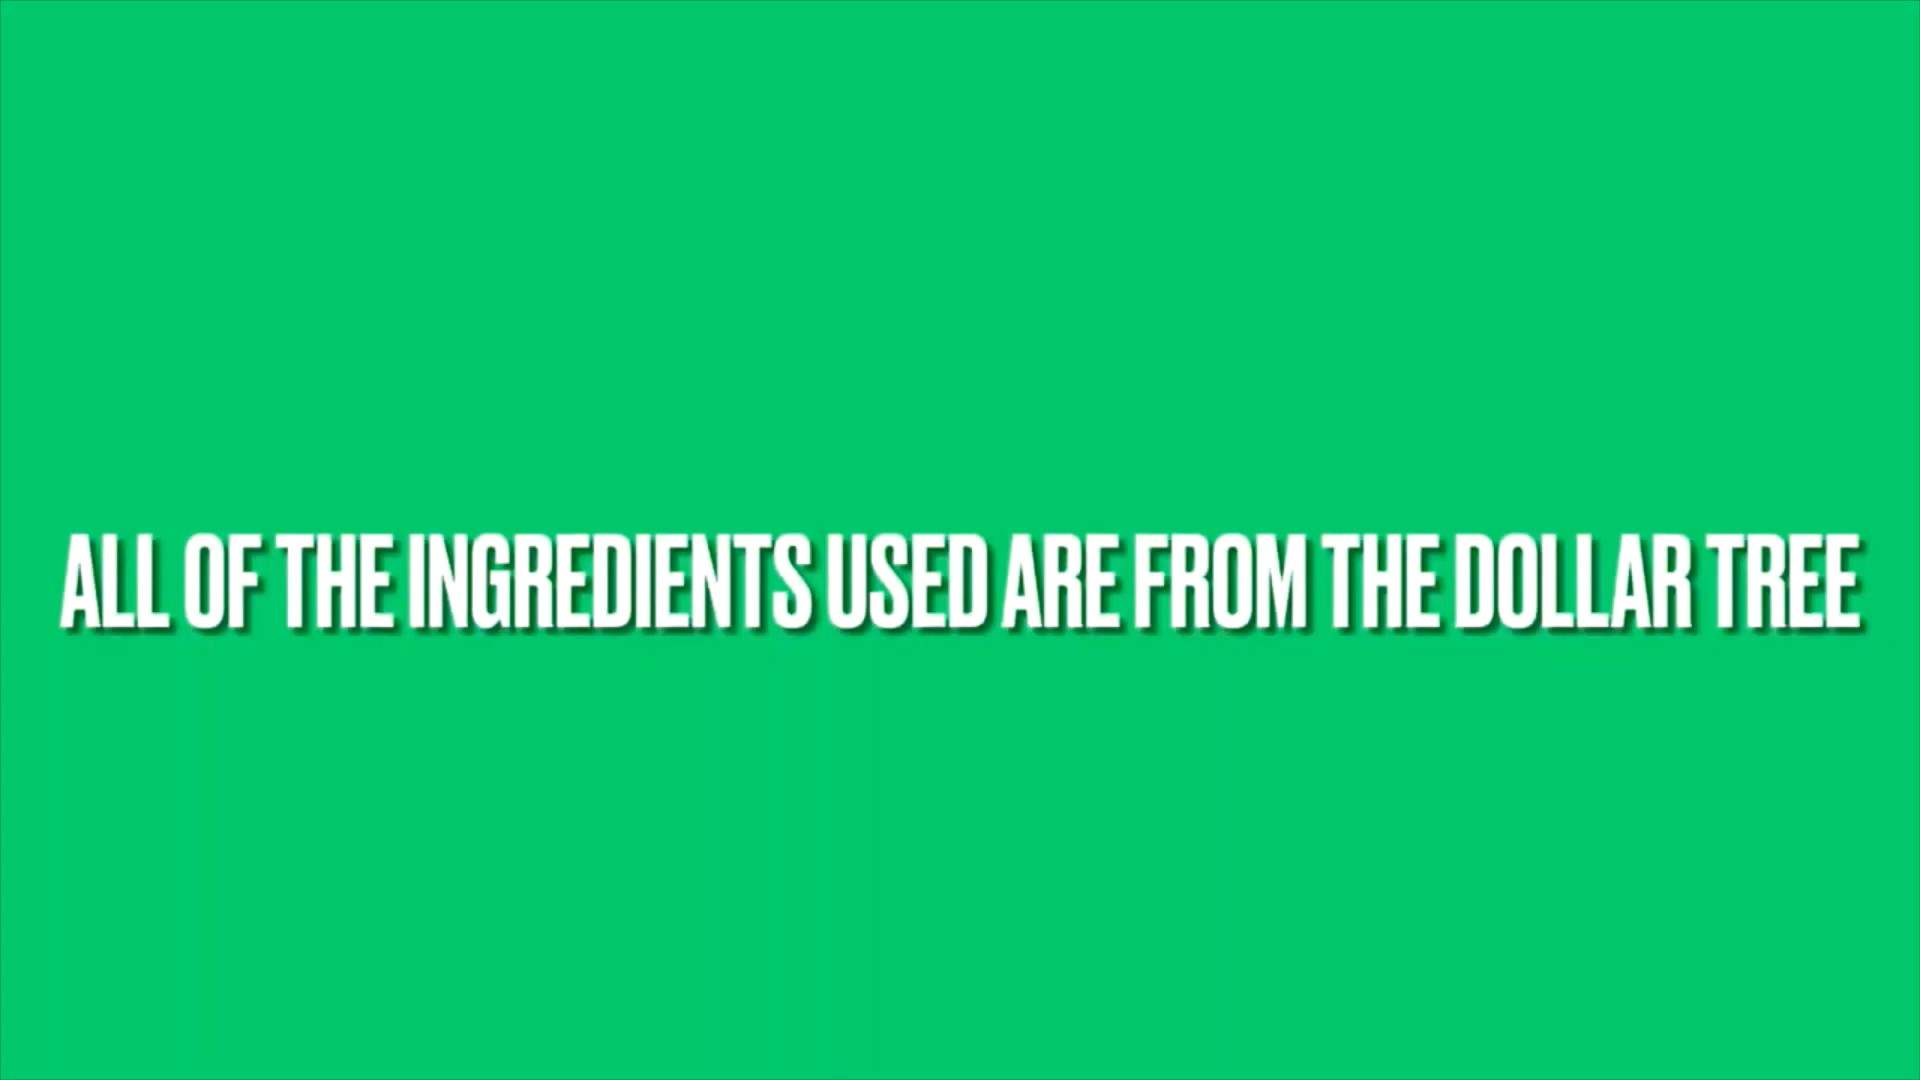 ALL OF THE INGREDIENTS USED ARE FROM THE DOLLAR TREE